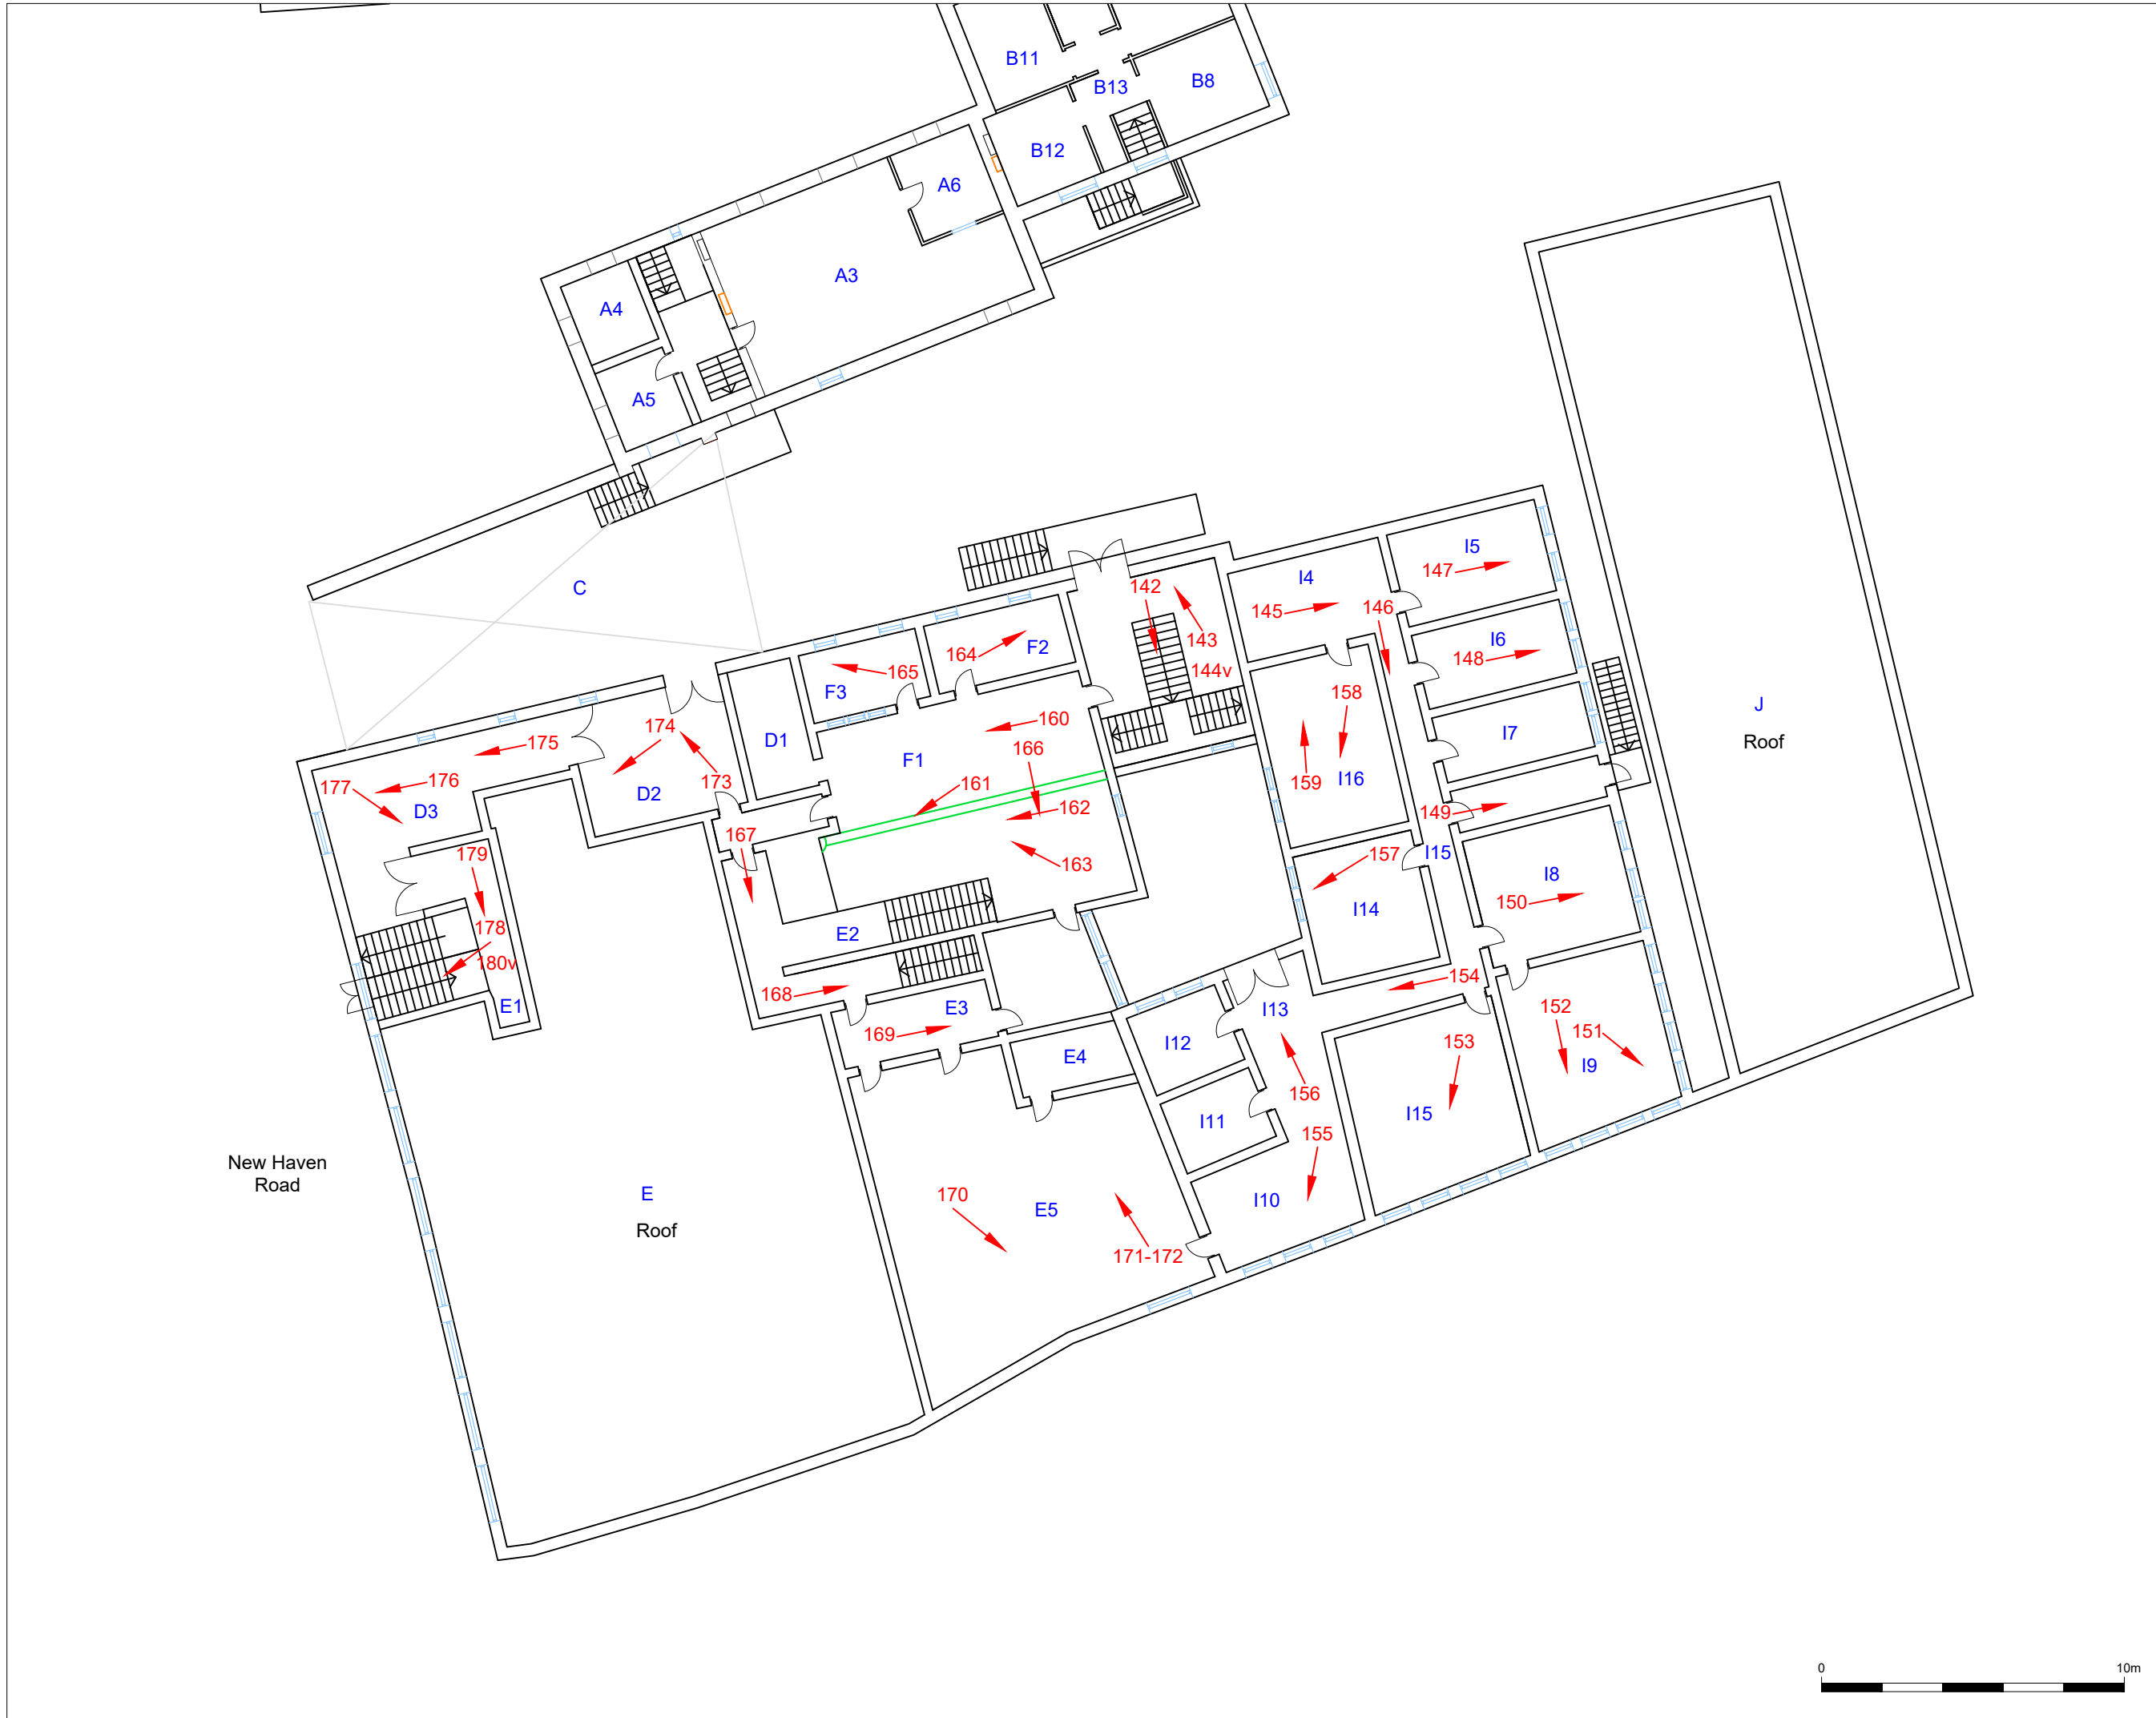 B11
B13
B8
B12
A6
A3
A4
A5
C
I5
147
I4
142
145
146
143
I6
148
144v
F2
164
165
F3
158
J
Roof
160
174
I7
D1
175
166
F1
173
159
I16
176
177
161
D2
162
149
D3
167
179
157
I15
163
I8
150
I14
178
E2
180v
154
168
E1
E3
I13
152
169
151
I12
153
E4
I9
156
I11
I15
155
New Haven
Road
E
170
I10
E5
Roof
171-172
0
10m